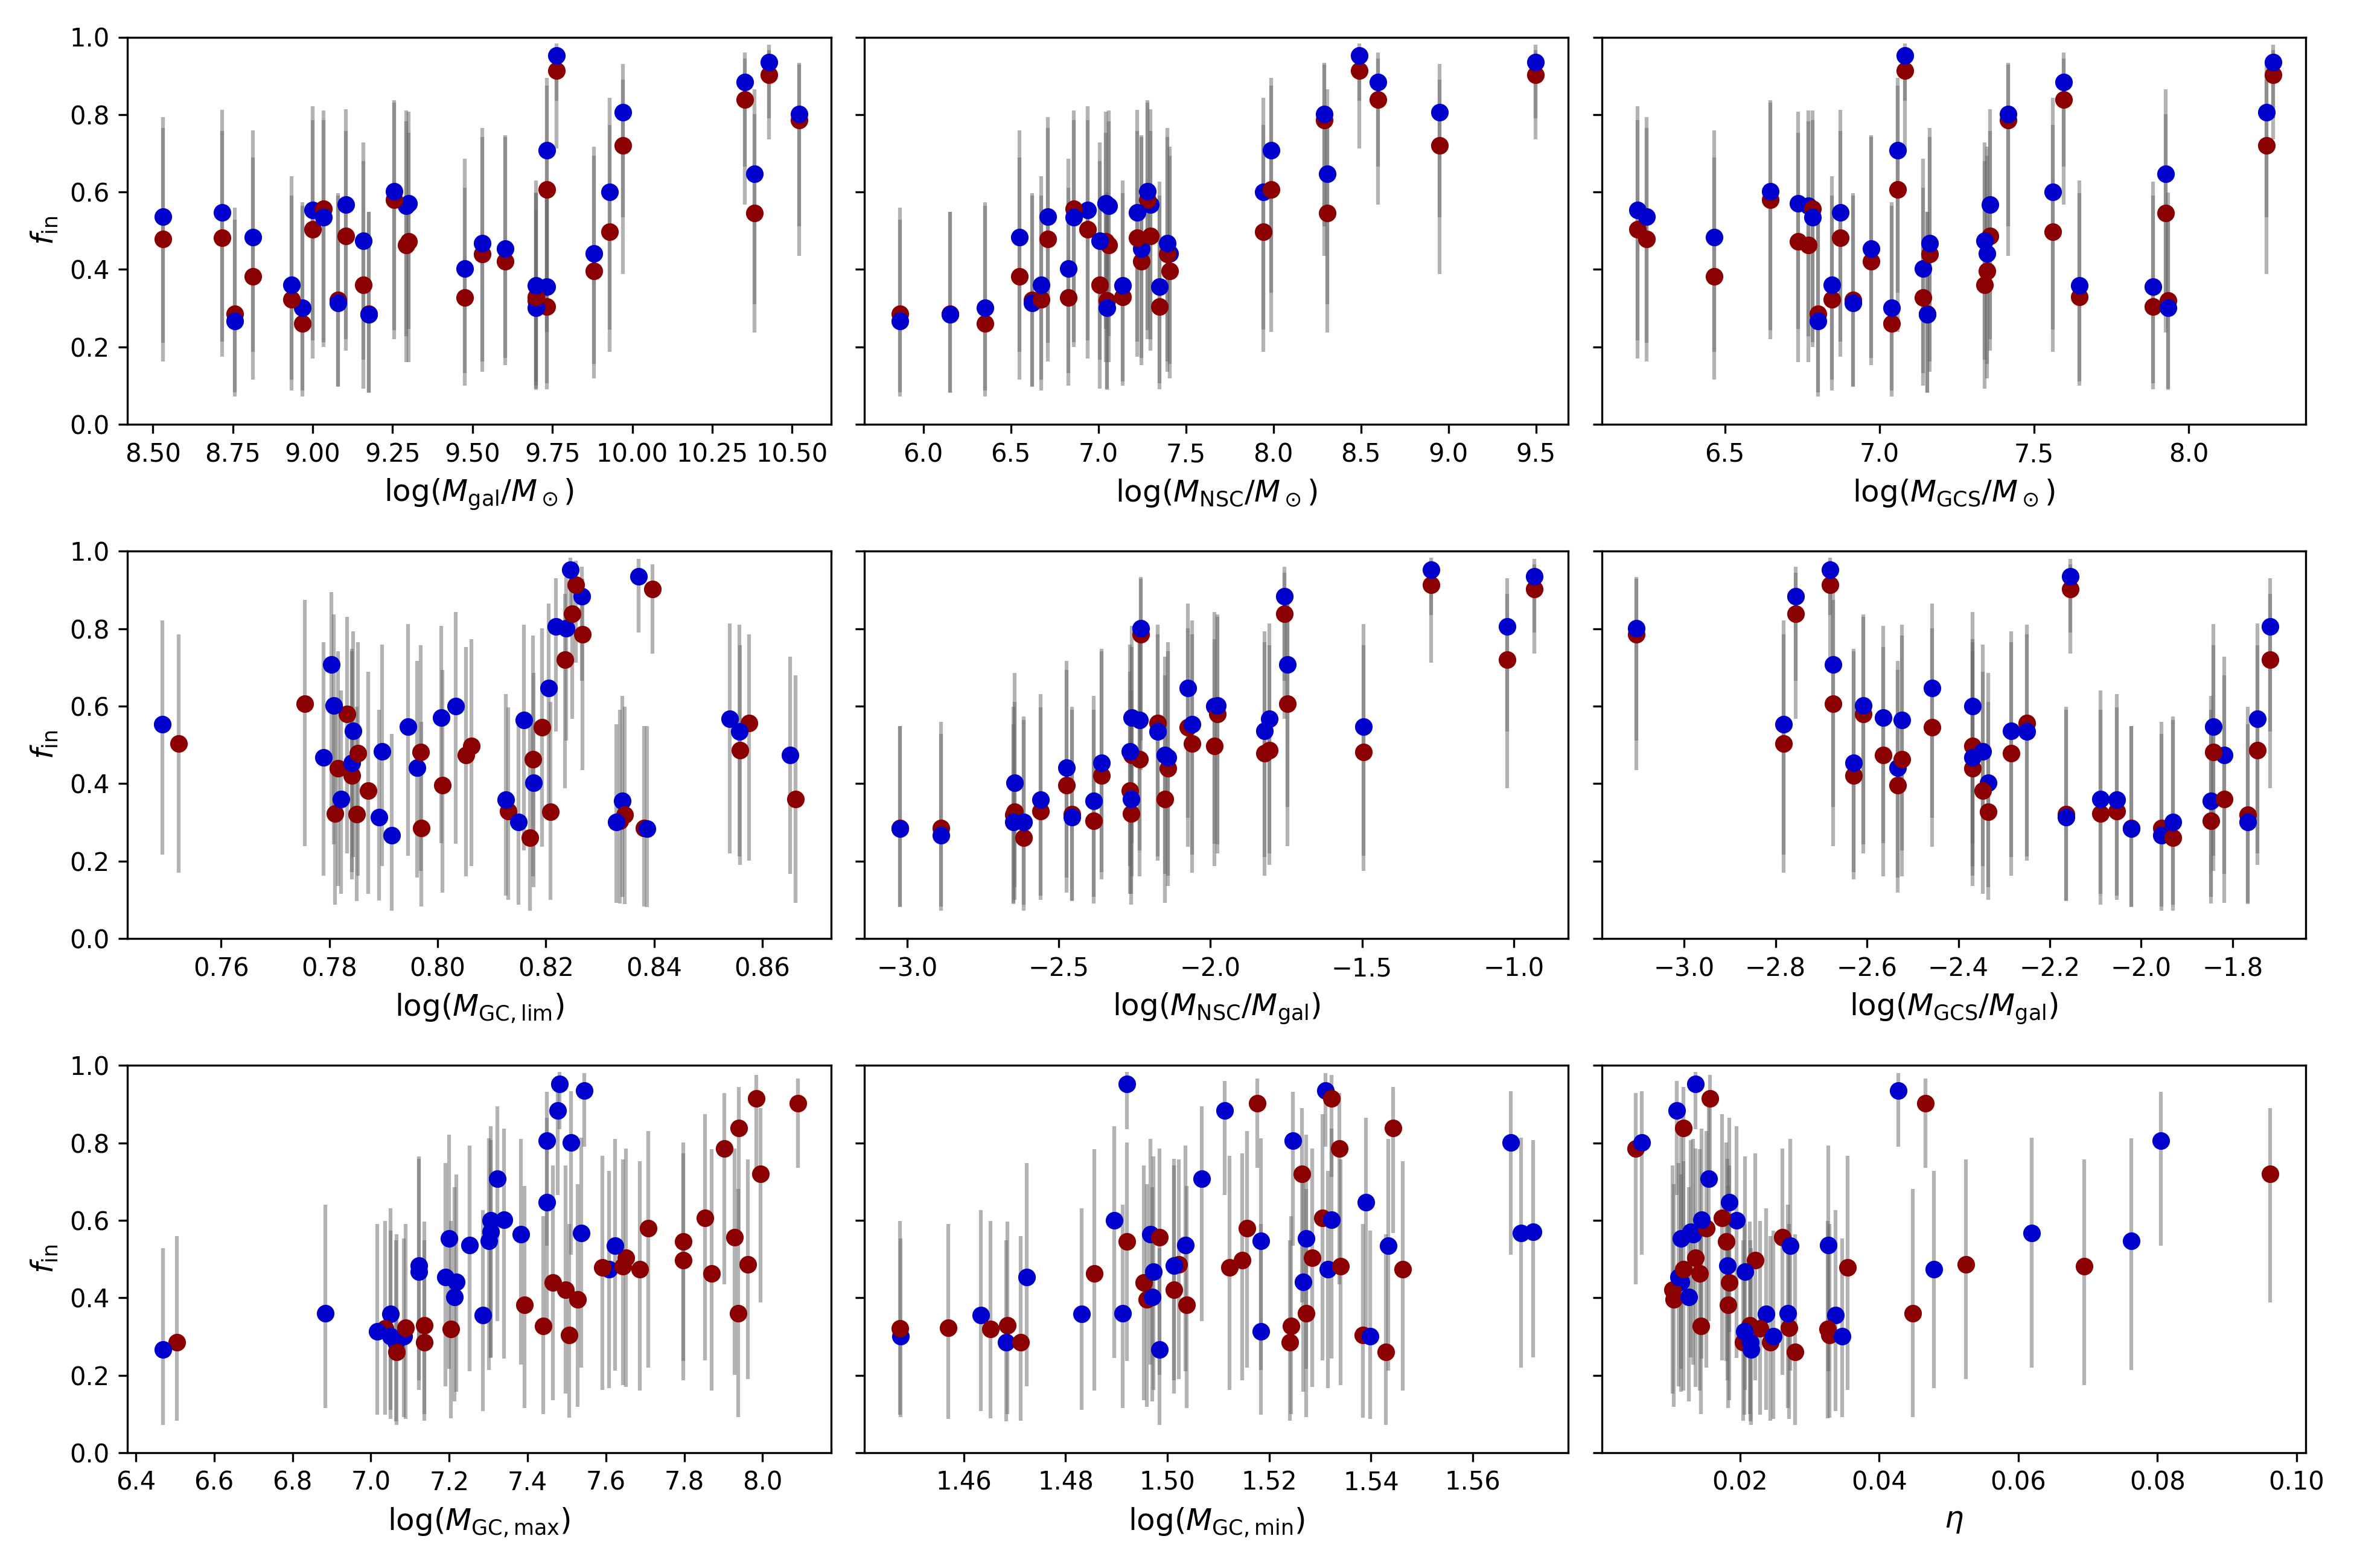 1.0
0.8
0.6
0.4
0.2
0.0
f_in
8.50 8.75 9.00 9.25 9.50 9.75 10.00 10.25 10.50
log(M_gal/M_⊙)
6.0 6.5 7.0 7.5 8.0 8.5 9.0 9.5
log(M_NSC/M_⊙)
6.5 7.0 7.5 8.0
log(M_GCS/M_⊙)
1.0
0.8
0.6
0.4
0.2
0.0
f_in
0.76 0.78 0.80 0.82 0.84 0.86
log(M_GC,lim)
−3.0 −2.5 −2.0 −1.5 −1.0
log(M_NSC/M_gal)
−3.0 −2.8 −2.6 −2.4 −2.2 −2.0 −1.8
log(M_GCS/M_gal)
1.0
0.8
0.6
0.4
0.2
0.0
f_in
6.4 6.6 6.8 7.0 7.2 7.4 7.6 7.8 8.0
log(M_GC,max)
1.46 1.48 1.50 1.52 1.54 1.56
log(M_GC,min)
0.02 0.04 0.06 0.08 0.10
η